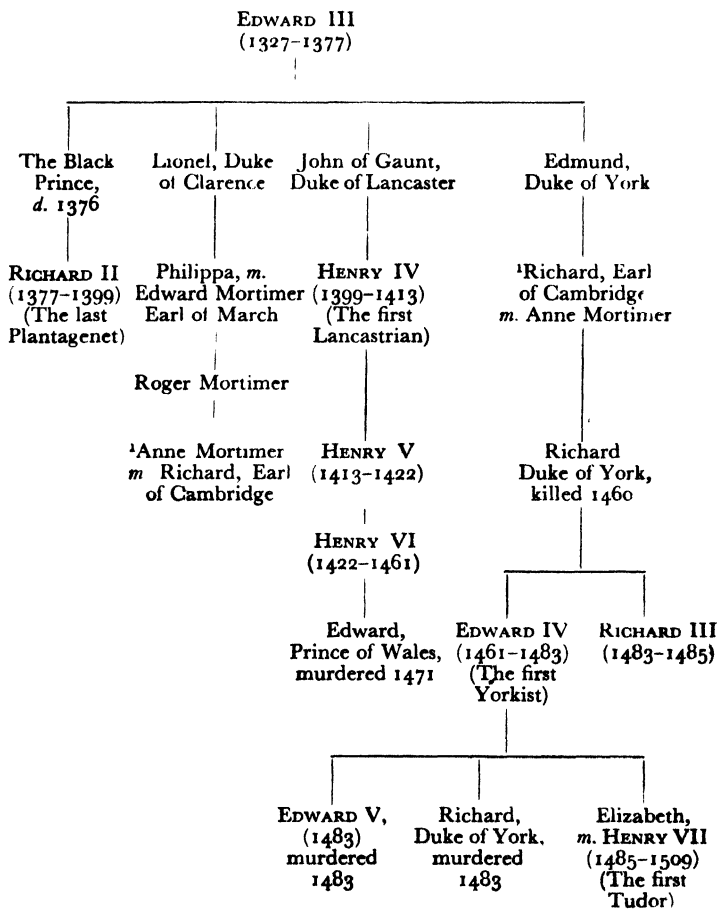 EDWARD III
(1327–1377)
The Black
Prince,
d. 1376
Lionel, Duke
of Clarence
John of Gaunt,
Duke of Lancaster
Edmund,
Duke of York
RICHARD II
(1377–1399)
(The last
Plantagenet)
Philippa, m.
Edward Mortimer
Earl of March
HENRY IV
(1399–1413)
(The first
Lancastrian)
¹Richard, Earl
of Cambridge
m. Anne Mortimer
Roger Mortimer
¹Anne Mortimer
m Richard, Earl
of Cambridge
HENRY V
(1413–1422)
Richard
Duke of York,
killed 1460
HENRY VI
(1422–1461)
Edward,
Prince of Wales,
murdered 1471
EDWARD IV
(1461–1483)
(The first
Yorkist)
RICHARD III
(1483–1485)
EDWARD V,
(1483)
murdered
1483
Richard,
Duke of York,
murdered
1483
Elizabeth,
m. HENRY VII
(1485–1509)
(The first
Tudor)